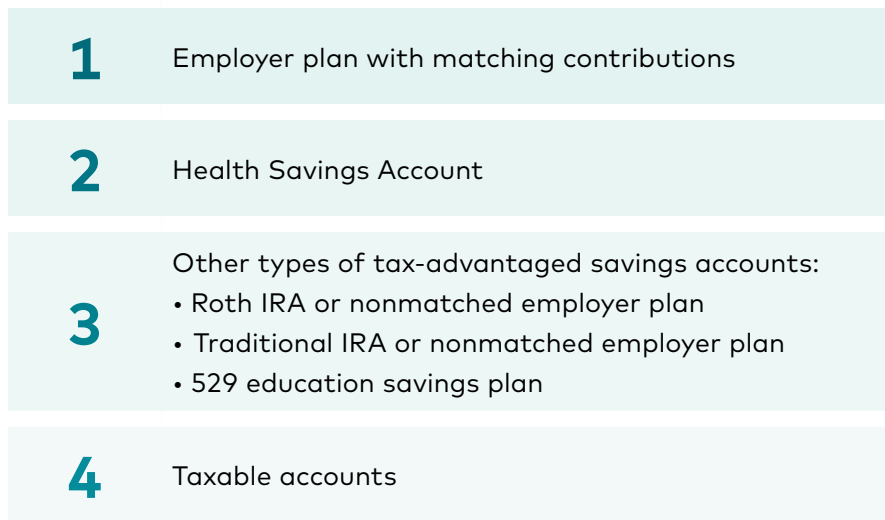 1
Employer plan with matching contributions
2
Health Savings Account
3
Other types of tax-advantaged savings accounts:
• Roth IRA or nonmatched employer plan
• Traditional IRA or nonmatched employer plan
• 529 education savings plan
4
Taxable accounts